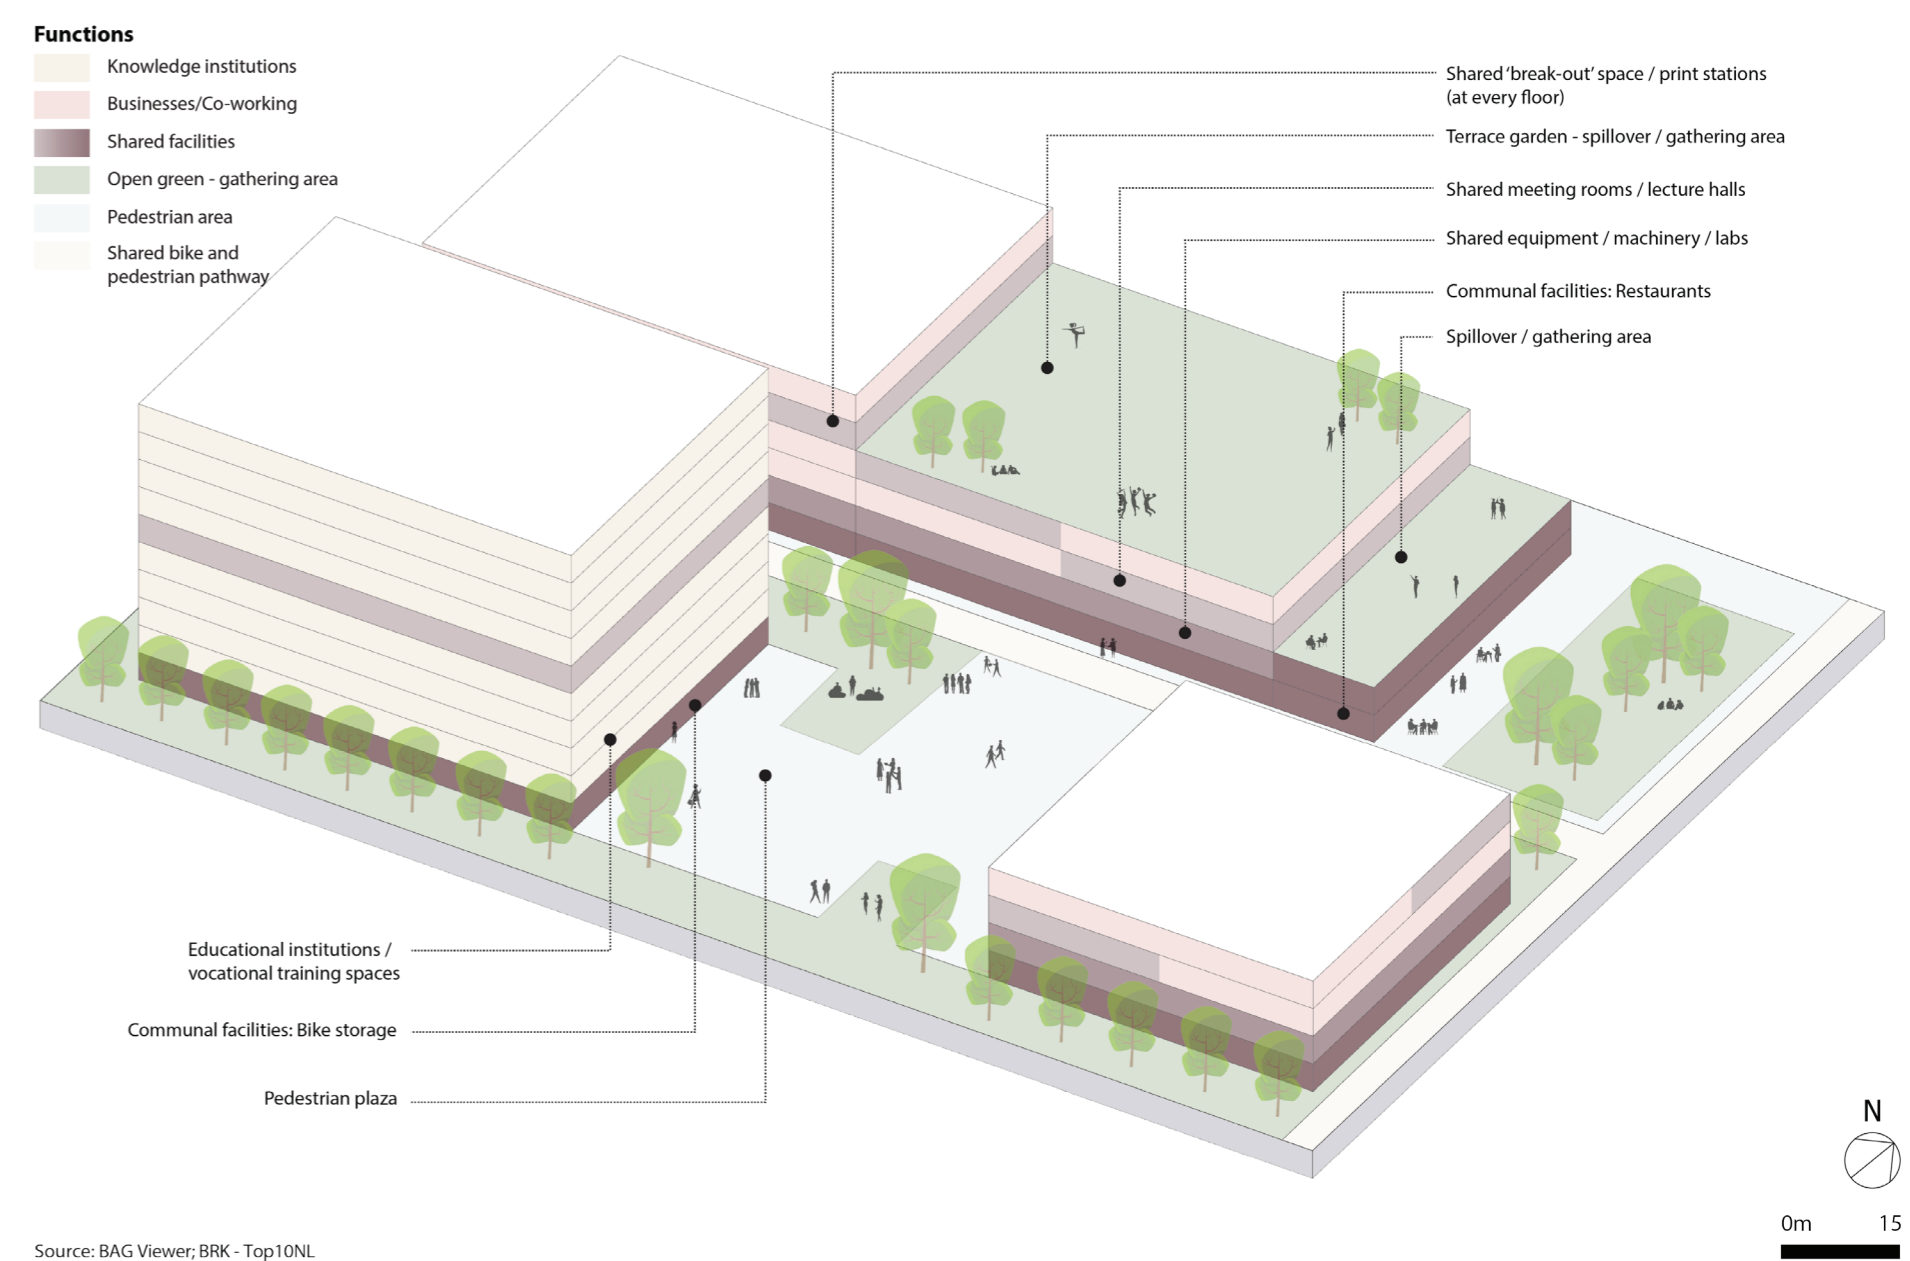 Functions
Knowledge institutions
Businesses/Co-working
Shared facilities
Open green - gathering area
Pedestrian area
Shared bike and
pedestrian pathway
Shared ‘break-out’ space / print stations
(at every floor)
Terrace garden - spillover / gathering area
Shared meeting rooms / lecture halls
Shared equipment / machinery / labs
Communal facilities: Restaurants
Spillover / gathering area
Educational institutions /
vocational training spaces
Communal facilities: Bike storage
Pedestrian plaza
N
0m 15
Source: BAG Viewer; BRK - Top10NL